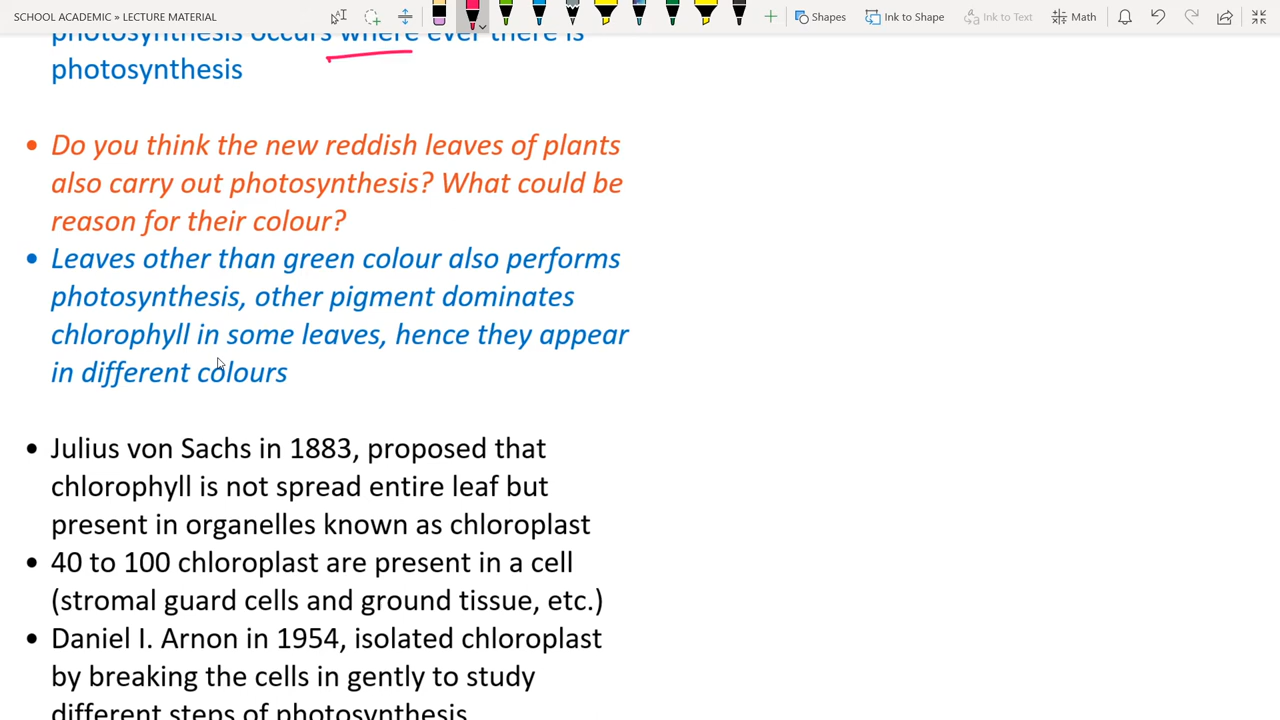 SCHOOL ACADEMIC » LECTURE MATERIAL
Shapes
Ink to Shape
Ink to Text
Math
photosynthesis occurs where ever there is
photosynthesis
• Do you think the new reddish leaves of plants
also carry out photosynthesis? What could be
reason for their colour?
• Leaves other than green colour also performs
photosynthesis, other pigment dominates
chlorophyll in some leaves, hence they appear
in different colours
• Julius von Sachs in 1883, proposed that
chlorophyll is not spread entire leaf but
present in organelles known as chloroplast
• 40 to 100 chloroplast are present in a cell
(stromal guard cells and ground tissue, etc.)
• Daniel I. Arnon in 1954, isolated chloroplast
by breaking the cells in gently to study
different steps of photosynthesis